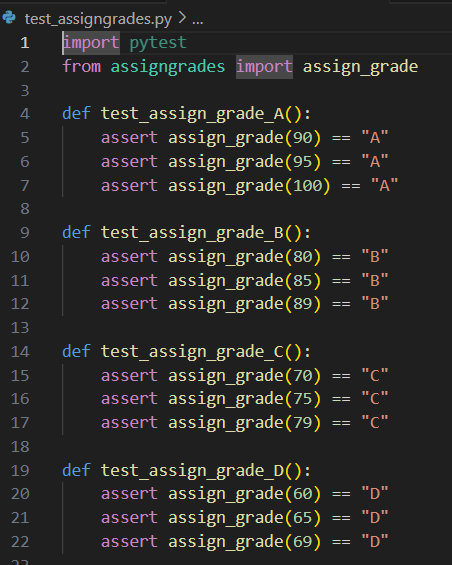 test_assigngrades.py > ...
1 import pytest
2 from assigngrades import assign_grade
3
4 def test_assign_grade_A():
5     assert assign_grade(90) == "A"
6     assert assign_grade(95) == "A"
7     assert assign_grade(100) == "A"
8
9 def test_assign_grade_B():
10     assert assign_grade(80) == "B"
11     assert assign_grade(85) == "B"
12     assert assign_grade(89) == "B"
13
14 def test_assign_grade_C():
15     assert assign_grade(70) == "C"
16     assert assign_grade(75) == "C"
17     assert assign_grade(79) == "C"
18
19 def test_assign_grade_D():
20     assert assign_grade(60) == "D"
21     assert assign_grade(65) == "D"
22     assert assign_grade(69) == "D"